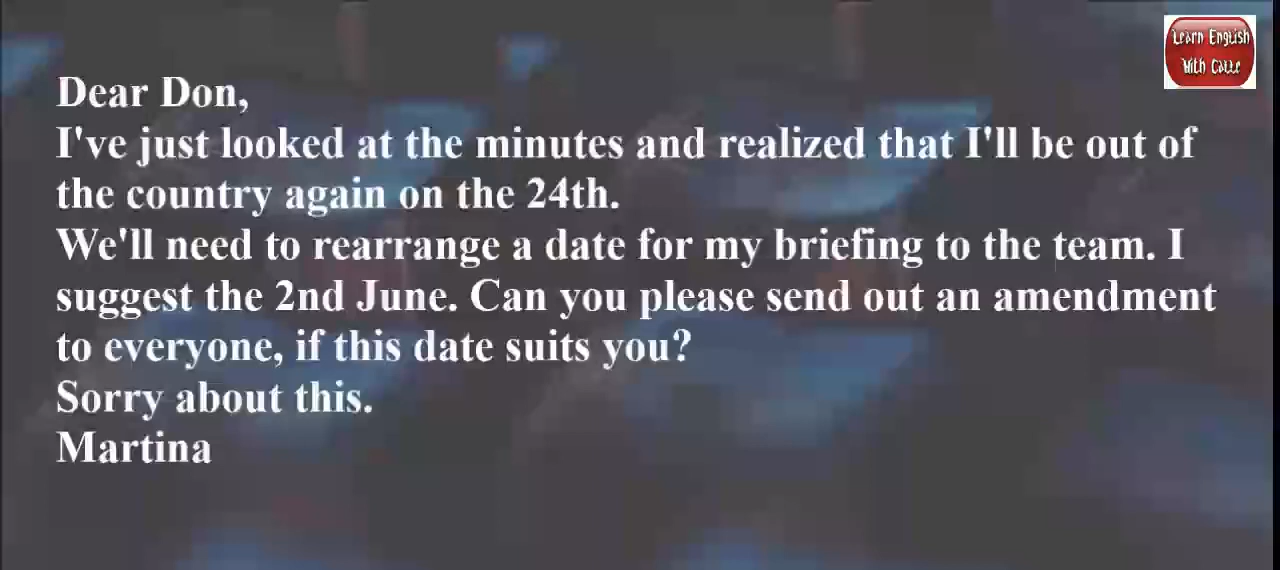 Learn English
With Catte
Dear Don,
I've just looked at the minutes and realized that I'll be out of
the country again on the 24th.
We'll need to rearrange a date for my briefing to the team. I
suggest the 2nd June. Can you please send out an amendment
to everyone, if this date suits you?
Sorry about this.
Martina